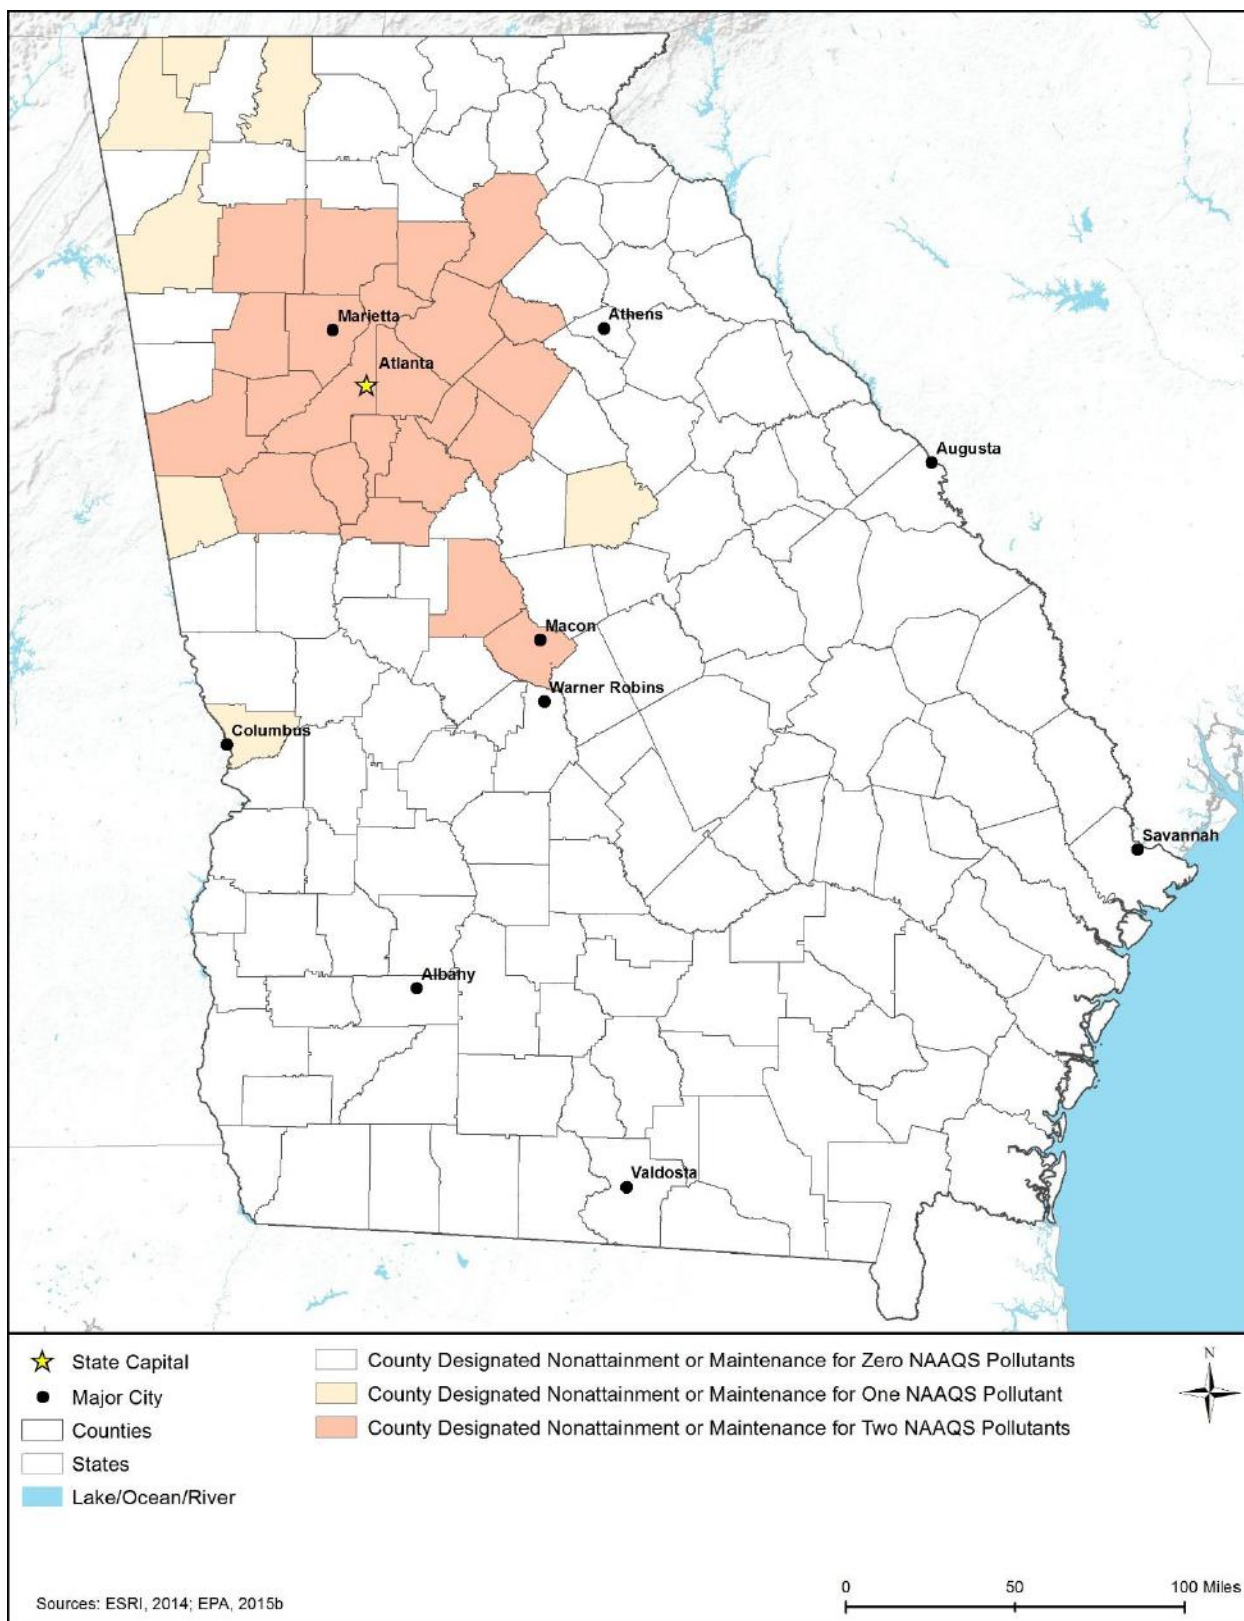 Marietta
Athens
Atlanta
Augusta
Macon
Warner Robins
Columbus
Savannah
Albany
Valdosta
State Capital
Major City
Counties
States
Lake/Ocean/River
County Designated Nonattainment or Maintenance for Zero NAAQS Pollutants
County Designated Nonattainment or Maintenance for One NAAQS Pollutant
County Designated Nonattainment or Maintenance for Two NAAQS Pollutants
N
0 50 100 Miles
Sources: ESRI, 2014; EPA, 2015b